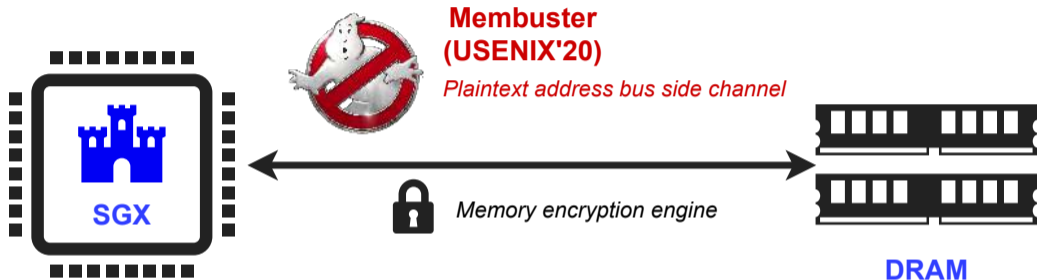 Membuster
(USENIX'20)
Plaintext address bus side channel
SGX
Memory encryption engine
DRAM